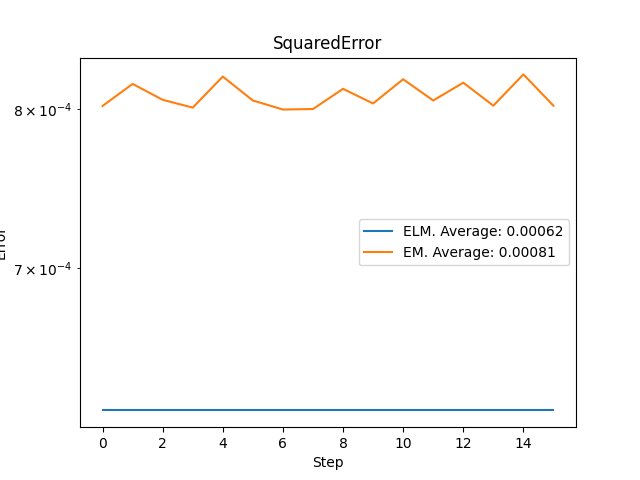 SquaredError
8 × 10⁻⁴
7 × 10⁻⁴
Error
ELM. Average: 0.00062
EM. Average: 0.00081
0 2 4 6 8 10 12 14
Step